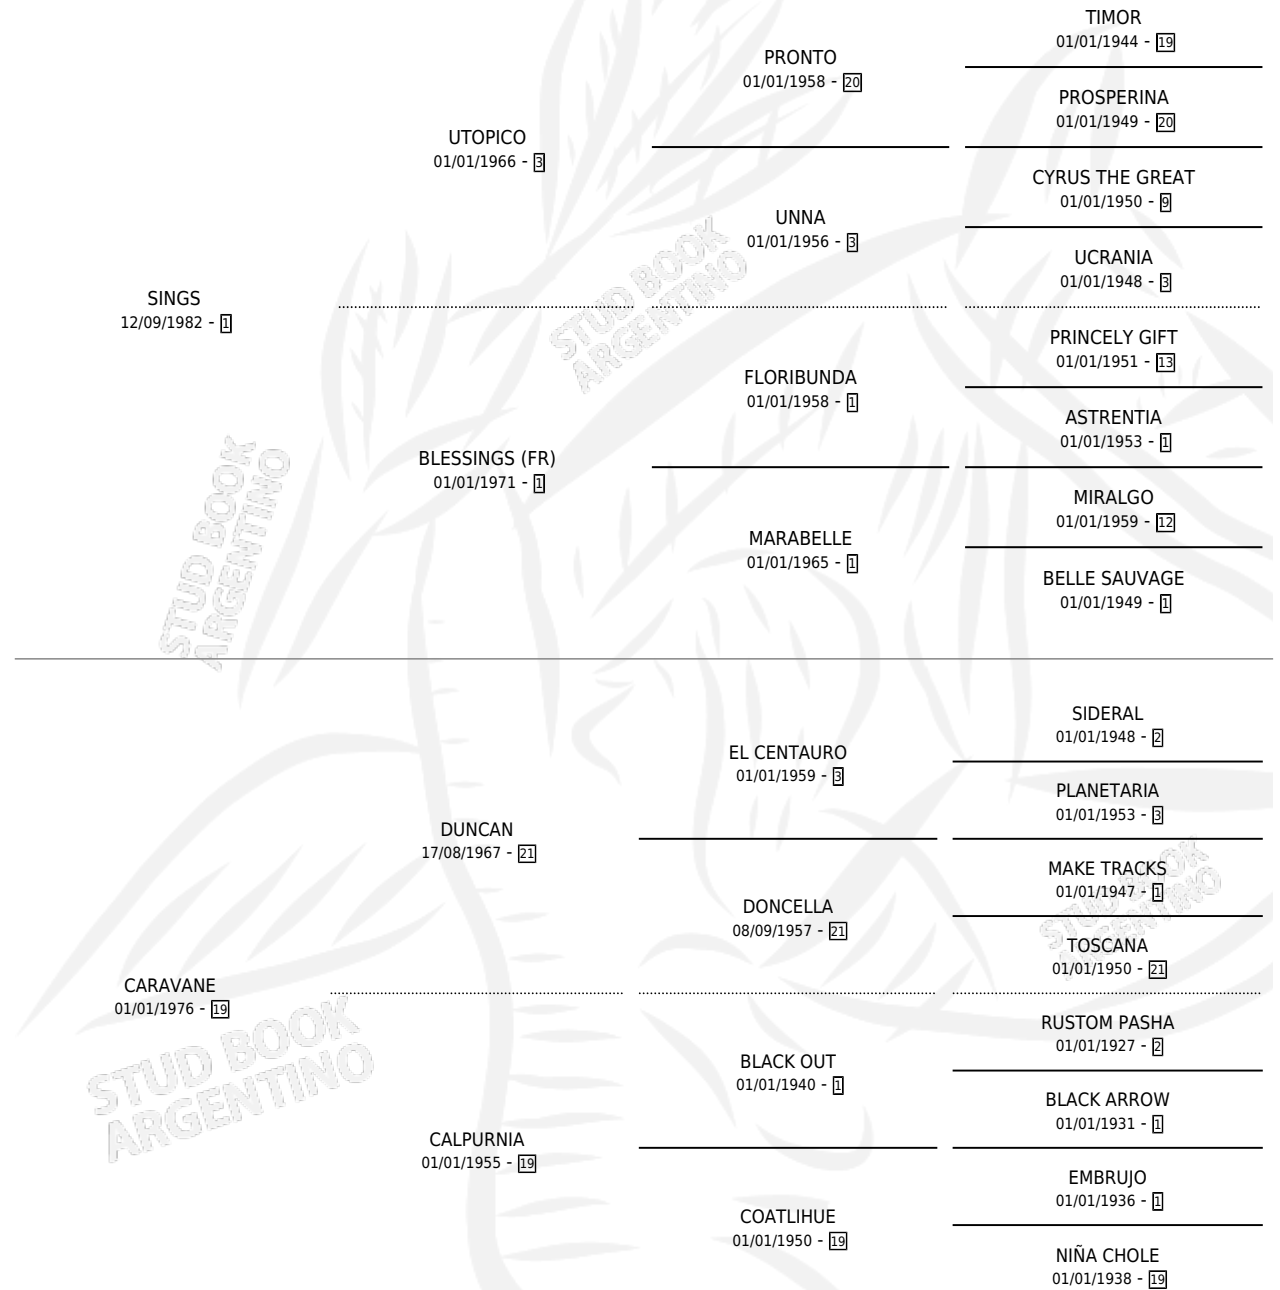 TIMOR
01/01/1944 - 19
PRONTO
01/01/1958 - 20
PROSPERINA
01/01/1949 - 20
UTOPICO
01/01/1966 - 3
CYRUS THE GREAT
01/01/1950 - 9
UNNA
01/01/1956 - 3
UCRANIA
01/01/1948 - 3
SINGS
12/09/1982 - 1
PRINCELY GIFT
01/01/1951 - 13
FLORIBUNDA
01/01/1958 - 1
ASTRENTIA
01/01/1953 - 1
BLESSINGS (FR)
01/01/1971 - 1
MIRALGO
01/01/1959 - 12
MARABELLE
01/01/1965 - 1
BELLE SAUVAGE
01/01/1949 - 1
SIDERAL
01/01/1948 - 2
EL CENTAURO
01/01/1959 - 3
PLANETARIA
01/01/1953 - 3
DUNCAN
17/08/1967 - 21
MAKE TRACKS
01/01/1947 - 1
DONCELLA
08/09/1957 - 21
TOSCANA
01/01/1950 - 21
CARAVANE
01/01/1976 - 19
RUSTOM PASHA
01/01/1927 - 2
BLACK OUT
01/01/1940 - 1
BLACK ARROW
01/01/1931 - 1
CALPURNIA
01/01/1955 - 19
EMBRUJO
01/01/1936 - 1
COATLIHUE
01/01/1950 - 19
NIÑA CHOLE
01/01/1938 - 19
STUD BOOK
ARGENTINO
STUD BOOK
ARGENTINO
STUD BOOK
ARGENTINO
STUD BOOK
ARGENTINO